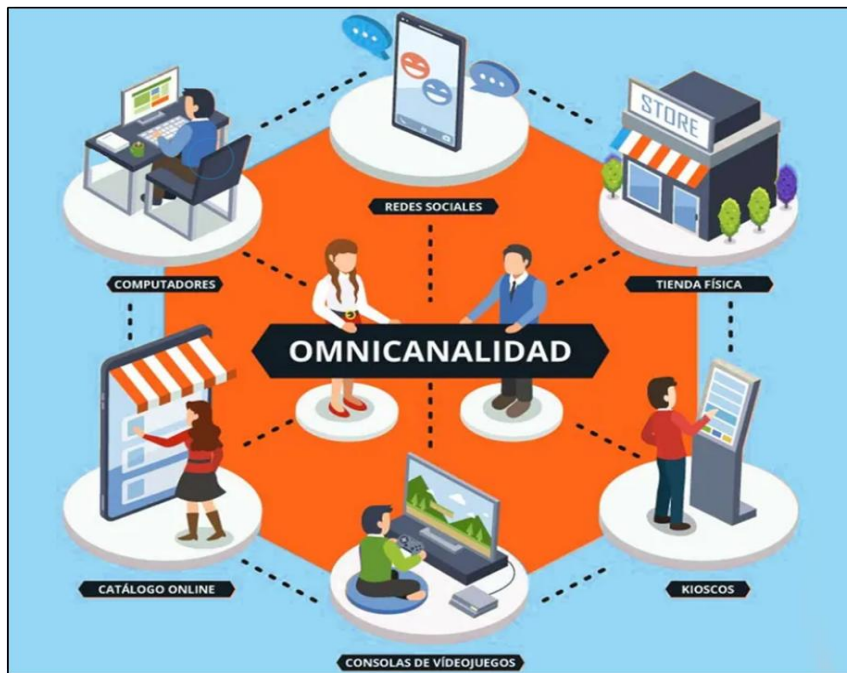 STORE
REDES SOCIALES
COMPUTADORES
TIENDA FÍSICA
OMNICANALIDAD
CATÁLOGO ONLINE
KIOSCOS
CONSOLAS DE VÍDEOJUEGOS